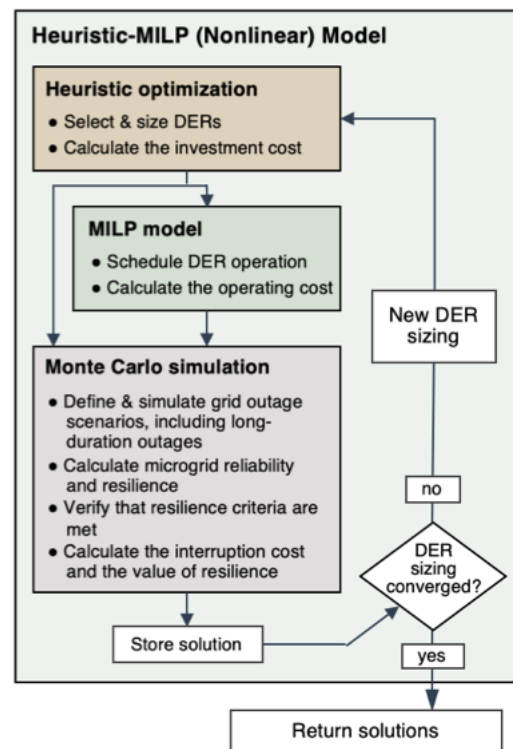 Heuristic-MILP (Nonlinear) Model
Heuristic optimization
● Select & size DERs
● Calculate the investment cost
MILP model
● Schedule DER operation
● Calculate the operating cost
Monte Carlo simulation
● Define & simulate grid outage
scenarios, including long-
duration outages
● Calculate microgrid reliability
and resilience
● Verify that resilience criteria are
met
● Calculate the interruption cost
and the value of resilience
Store solution
DER
sizing
converged?
no
New DER
sizing
yes
Return solutions